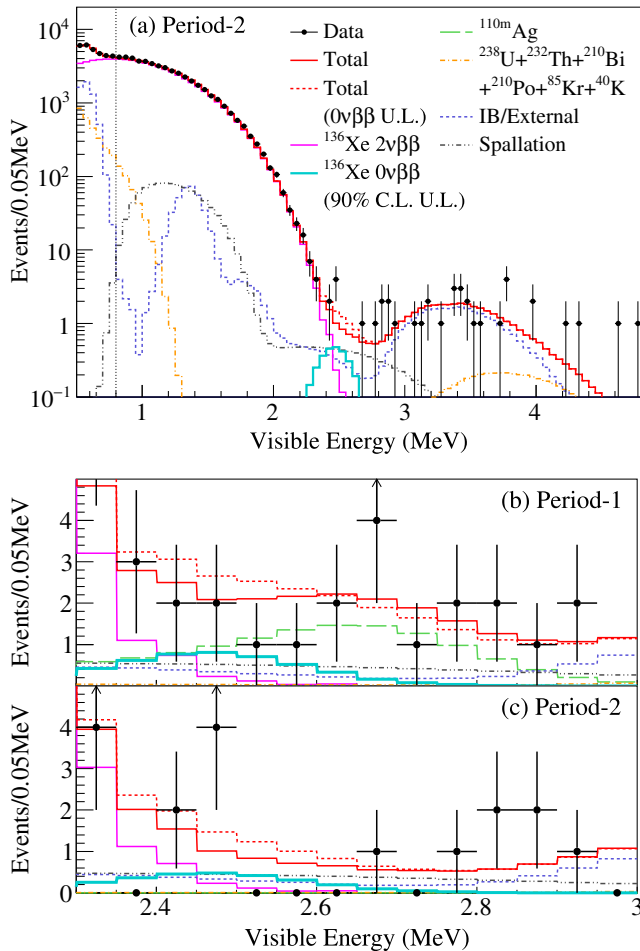 (a) Period-2
Data
Total
Total
(0νββ U.L.)
¹³⁶Xe 2νββ
¹³⁶Xe 0νββ
(90% C.L. U.L.)
¹¹⁰ᵐAg
²³⁸U+²³²Th+²¹⁰Bi
+²¹⁰Po+⁸⁵Kr+⁴⁰K
IB/External
Spallation
Events/0.05MeV
10⁴
10³
10²
10
1
10⁻¹
1 2 3 4
Visible Energy (MeV)
(b) Period-1
Events/0.05MeV
4
3
2
1
(c) Period-2
Events/0.05MeV
4
3
2
1
0
2.4 2.6 2.8 3
Visible Energy (MeV)